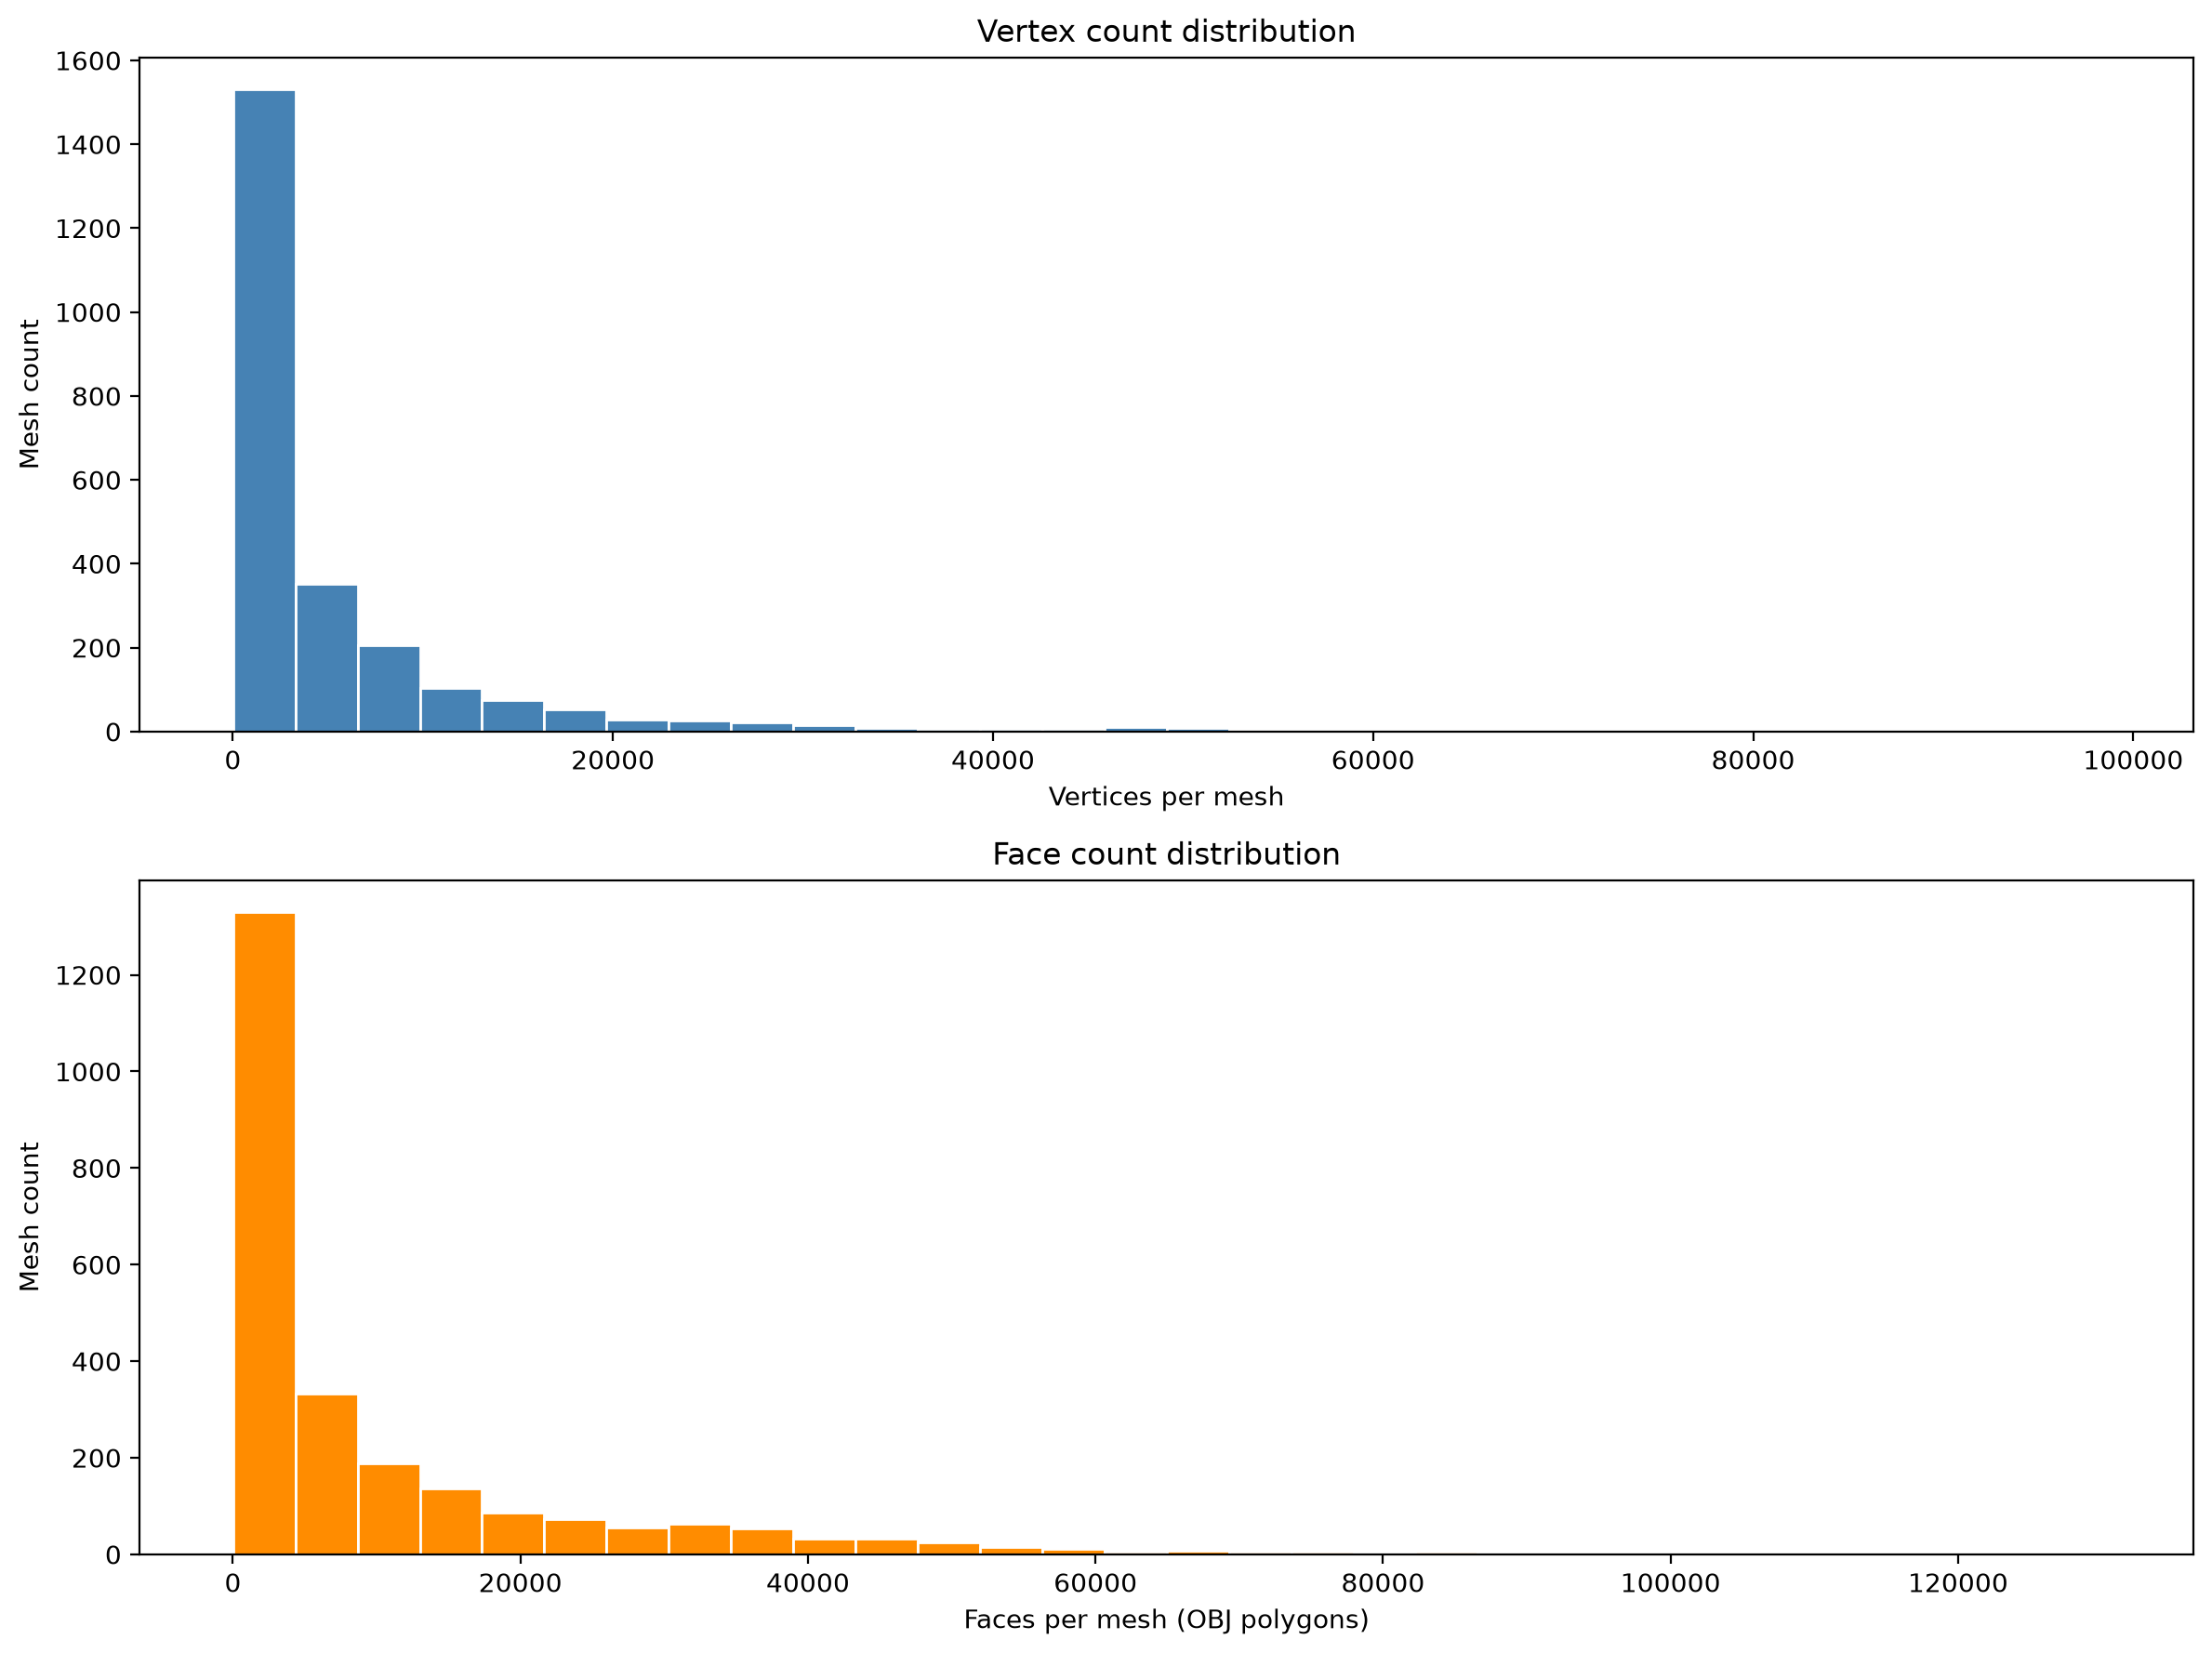 Vertex count distribution
1600
1400
1200
1000
800
600
400
200
0
Mesh count
0 20000 40000 60000 80000 100000
Vertices per mesh
Face count distribution
1200
1000
800
600
400
200
0
Mesh count
0 20000 40000 60000 80000 100000 120000
Faces per mesh (OBJ polygons)